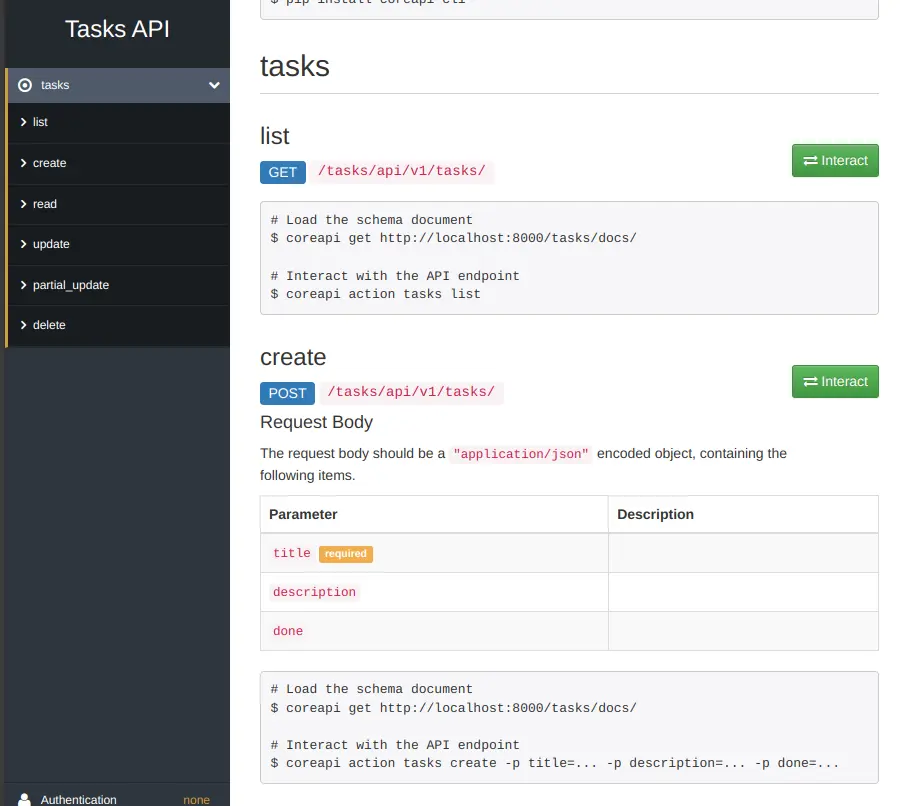 Tasks API
tasks
list
create
read
update
partial_update
delete
Authentication none
$ pip install coreapi-cli
tasks
list
GET /tasks/api/v1/tasks/
Interact
# Load the schema document
$ coreapi get http://localhost:8000/tasks/docs/
# Interact with the API endpoint
$ coreapi action tasks list
create
POST /tasks/api/v1/tasks/
Interact
Request Body
The request body should be a "application/json" encoded object, containing the
following items.
Parameter Description
title required
description
done
# Load the schema document
$ coreapi get http://localhost:8000/tasks/docs/
# Interact with the API endpoint
$ coreapi action tasks create -p title=... -p description=... -p done=...